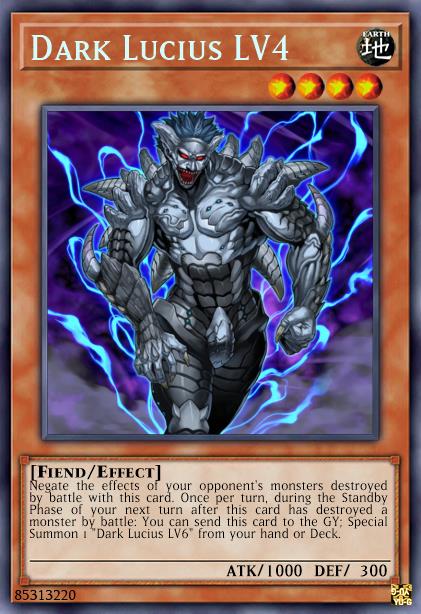 DARK LUCIUS LV4
EARTH
地
[FIEND/EFFECT]
Negate the effects of your opponent's monsters destroyed
by battle with this card. Once per turn, during the Standby
Phase of your next turn after this card has destroyed a
monster by battle: You can send this card to the GY; Special
Summon 1 "Dark Lucius LV6" from your hand or Deck.
ATK/1000 DEF/ 300
85313220